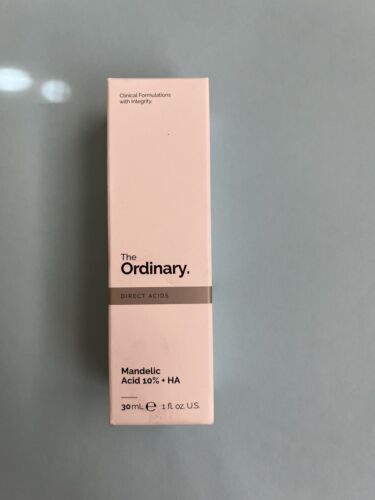 Clinical Formulations
with Integrity.
The
Ordinary.
DIRECT ACIDS
Mandelic
Acid 10% + HA
30mL ℮ 1 fl. oz. U.S.